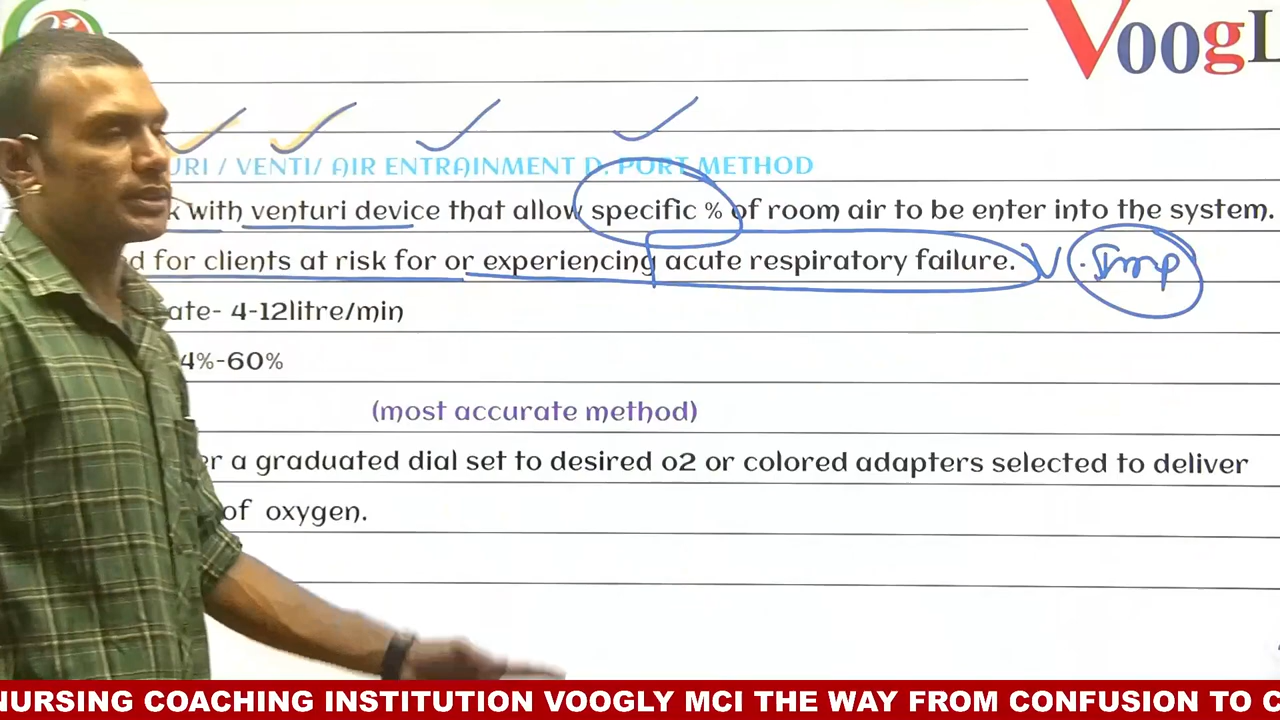 VoogL
URI / VENTI/ AIR ENTRAINMENT D. PORT METHOD
k with venturi device that allow specific % of room air to be enter into the system.
d for clients at risk for or experiencing acute respiratory failure. V. Imp
ate- 4-12litre/min
4%-60%
(most accurate method)
er a graduated dial set to desired o2 or colored adapters selected to deliver
of oxygen.
NURSING COACHING INSTITUTION VOOGLY MCI THE WAY FROM CONFUSION TO C